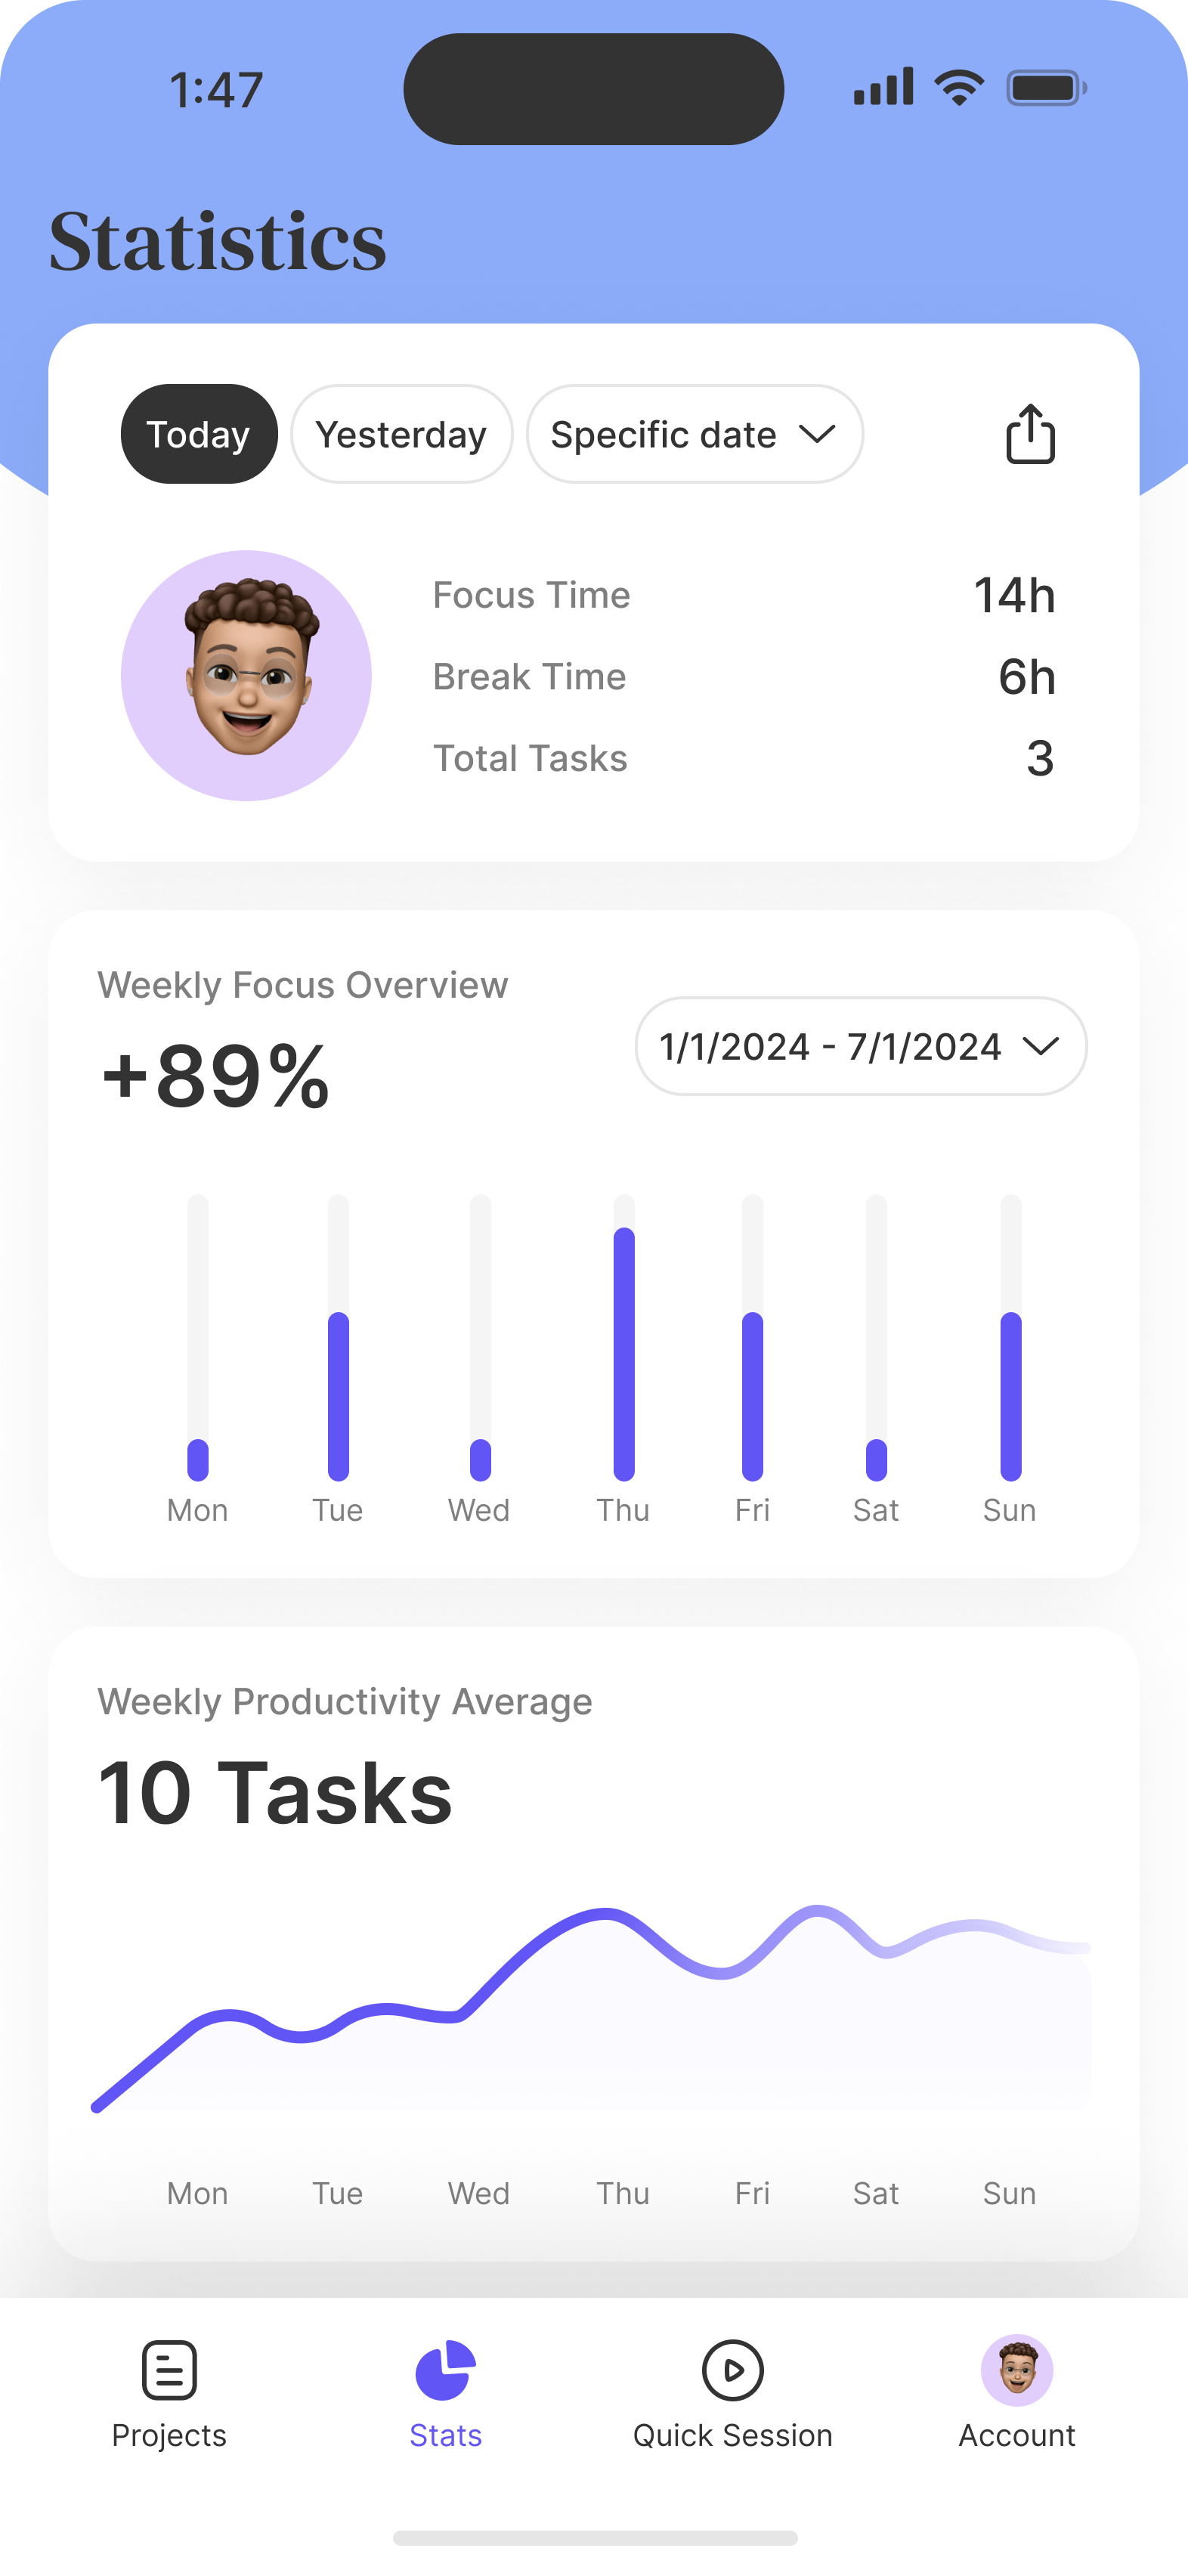 1:47
Statistics
Today Yesterday Specific date
Focus Time 14h
Break Time 6h
Total Tasks 3
Weekly Focus Overview
+89%
1/1/2024 - 7/1/2024
Mon Tue Wed Thu Fri Sat Sun
Weekly Productivity Average
10 Tasks
Mon Tue Wed Thu Fri Sat Sun
Projects Stats Quick Session Account